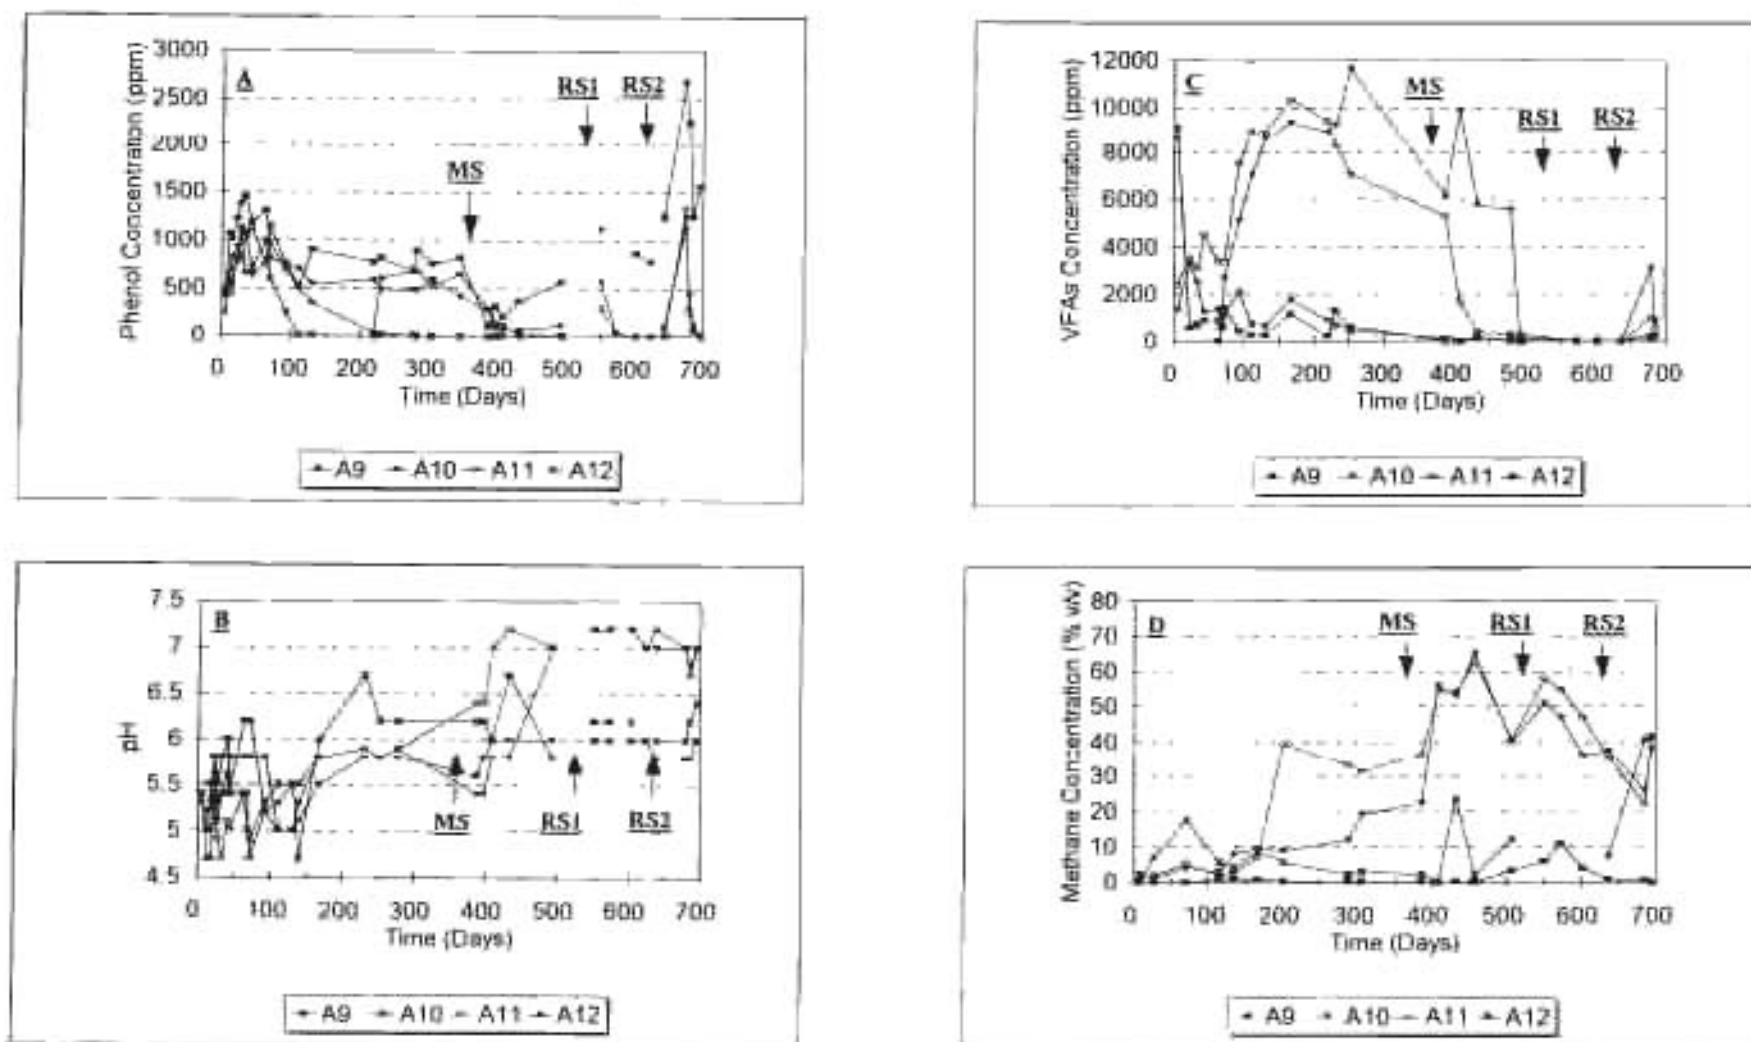 A
Phenol Concentration (ppm)
3000
2500
2000
1500
1000
500
0
RS1 RS2
MS
0 100 200 300 400 500 600 700
Time (Days)
A9 A10 A11 A12
C
VFAs Concentration (ppm)
12000
10000
8000
6000
4000
2000
0
MS
RS1 RS2
0 100 200 300 400 500 600 700
Time (Days)
A9 A10 A11 A12
B
pH
7.5
7
6.5
6
5.5
5
4.5
MS RS1 RS2
0 100 200 300 400 500 600 700
Time (Days)
A9 A10 A11 A12
D
Methane Concentration (% v/v)
80
70
60
50
40
30
20
10
0
MS RS1 RS2
0 100 200 300 400 500 600 700
Time (Days)
A9 A10 A11 A12